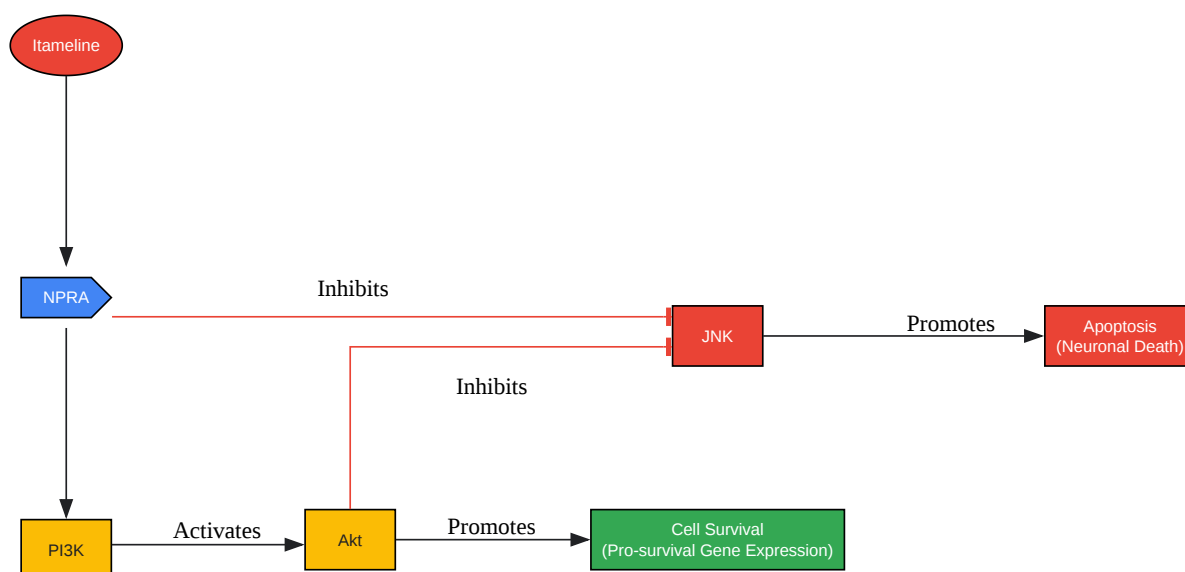 Itameline
NPRA
Inhibits
JNK
Promotes
Apoptosis
(Neuronal Death)
Inhibits
PI3K
Activates
Akt
Promotes
Cell Survival
(Pro-survival Gene Expression)